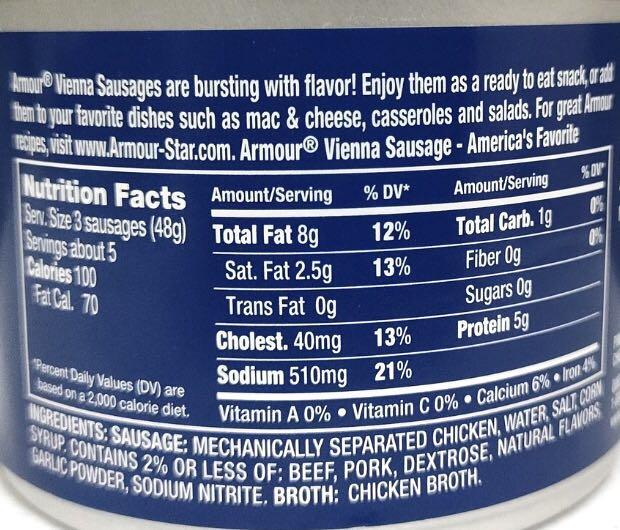 Armour® Vienna Sausages are bursting with flavor! Enjoy them as a ready to eat snack, or add
them to your favorite dishes such as mac & cheese, casseroles and salads. For great Armour
recipes, visit www.Armour-Star.com. Armour® Vienna Sausage - America's Favorite
Nutrition Facts
Serv. Size 3 sausages (48g)
Servings about 5
Calories 100
Fat Cal. 70
*Percent Daily Values (DV) are
based on a 2,000 calorie diet.
Amount/Serving % DV*
Total Fat 8g 12%
Sat. Fat 2.5g 13%
Trans Fat 0g
Cholest. 40mg 13%
Sodium 510mg 21%
Amount/Serving % DV*
Total Carb. 1g 0%
Fiber 0g 0%
Sugars 0g
Protein 5g
Vitamin A 0% • Vitamin C 0% • Calcium 6% • Iron 4%
INGREDIENTS: SAUSAGE: MECHANICALLY SEPARATED CHICKEN, WATER, SALT, CORN
SYRUP. CONTAINS 2% OR LESS OF: BEEF, PORK, DEXTROSE, NATURAL FLAVORS,
GARLIC POWDER, SODIUM NITRITE. BROTH: CHICKEN BROTH.